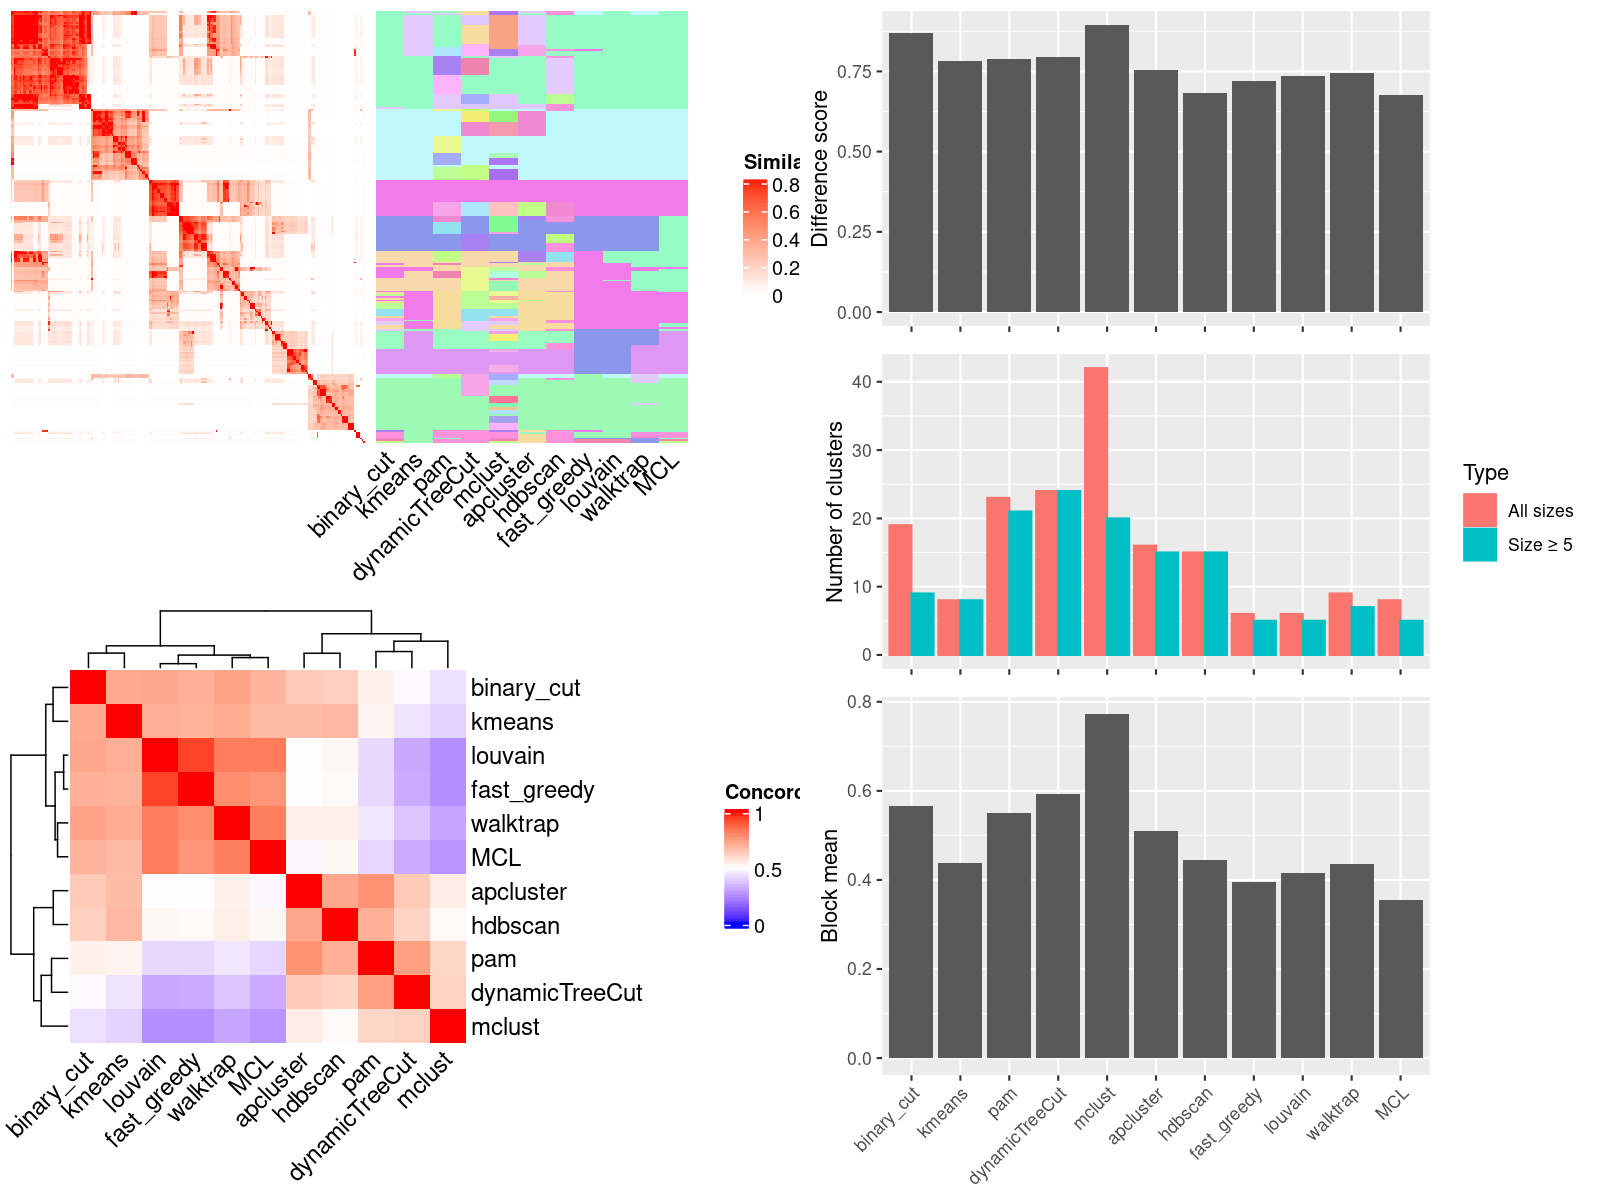 Simila
0.8
0.6
0.4
0.2
0
binary_cut
kmeans
pam
dynamicTreeCut
mclust
apcluster
hdbscan
fast_greedy
louvain
walktrap
MCL
binary_cut
kmeans
louvain
fast_greedy
walktrap
MCL
apcluster
hdbscan
pam
dynamicTreeCut
mclust
Concord
1
0.5
0
binary_cut
kmeans
louvain
fast_greedy
walktrap
MCL
apcluster
hdbscan
pam
dynamicTreeCut
mclust
Difference score
0.75
0.50
0.25
0.00
Number of clusters
40
30
20
10
0
Type
All sizes
Size ≥ 5
Block mean
0.8
0.6
0.4
0.2
0.0
binary_cut
kmeans
pam
dynamicTreeCut
mclust
apcluster
hdbscan
fast_greedy
louvain
walktrap
MCL